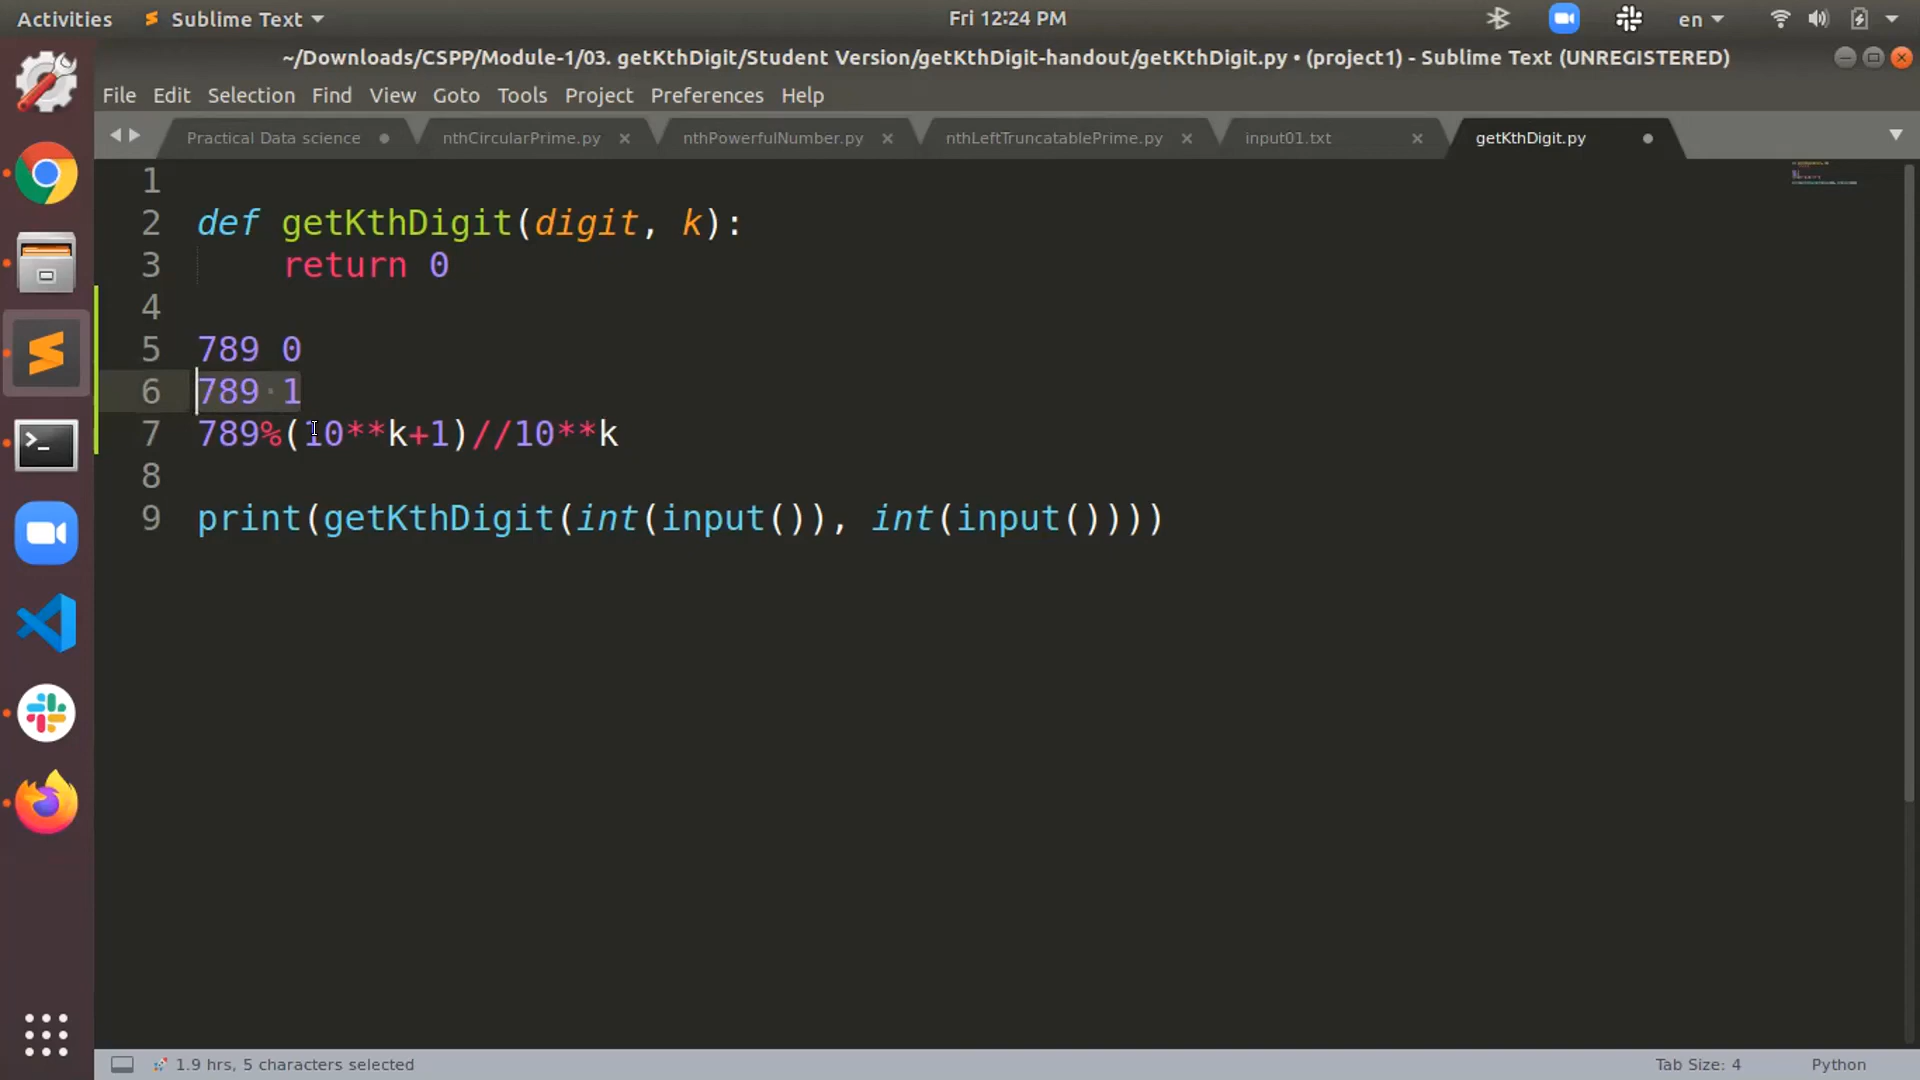 Activities
Sublime Text
Fri 12:24 PM
en
~/Downloads/CSPP/Module-1/03. getKthDigit/Student Version/getKthDigit-handout/getKthDigit.py • (project1) - Sublime Text (UNREGISTERED)
File Edit Selection Find View Goto Tools Project Preferences Help
Practical Data science nthCircularPrime.py nthPowerfulNumber.py nthLeftTruncatablePrime.py input01.txt getKthDigit.py
1
2 def getKthDigit(digit, k):
3 return 0
4
5 789 0
6 789 1
7 789%(10**k+1)//10**k
8
9 print(getKthDigit(int(input()), int(input())))
1.9 hrs, 5 characters selected
Tab Size: 4
Python